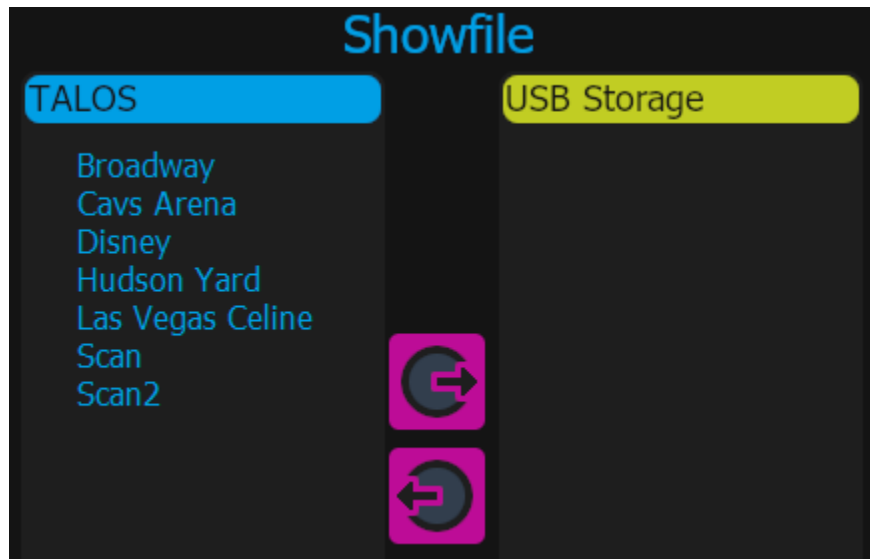 Showfile
TALOS
USB Storage
Broadway
Cavs Arena
Disney
Hudson Yard
Las Vegas Celine
Scan
Scan2